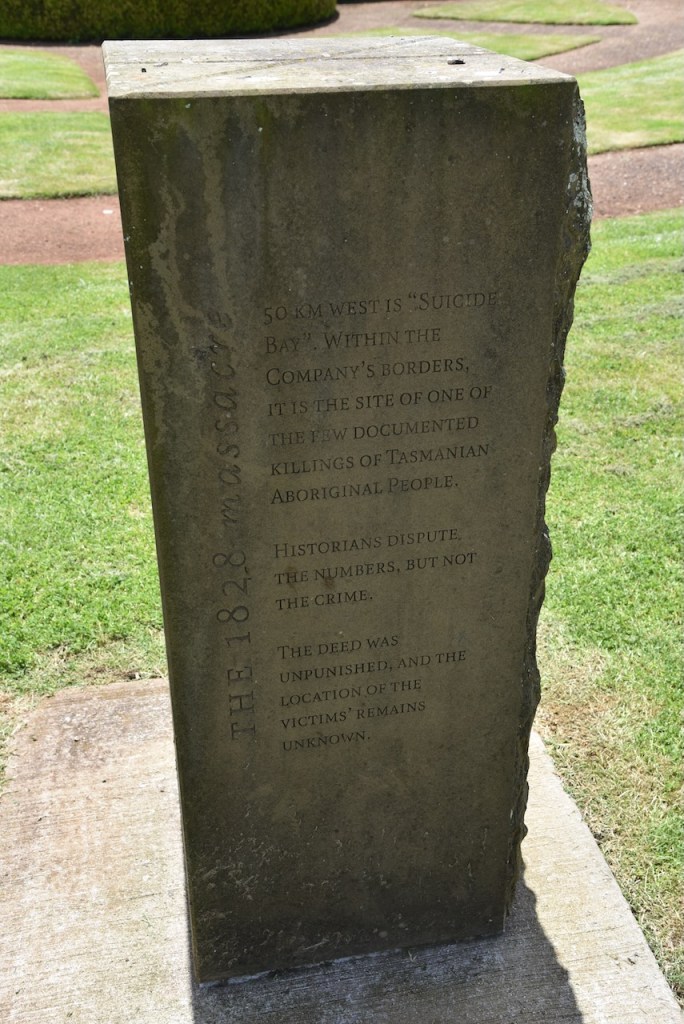 THE 1828 massacre
50 KM WEST IS “SUICIDE
BAY”. WITHIN THE
COMPANY’S BORDERS,
IT IS THE SITE OF ONE OF
THE FEW DOCUMENTED
KILLINGS OF TASMANIAN
ABORIGINAL PEOPLE.
HISTORIANS DISPUTE
THE NUMBERS, BUT NOT
THE CRIME.
THE DEED WAS
UNPUNISHED, AND THE
LOCATION OF THE
VICTIMS’ REMAINS
UNKNOWN.